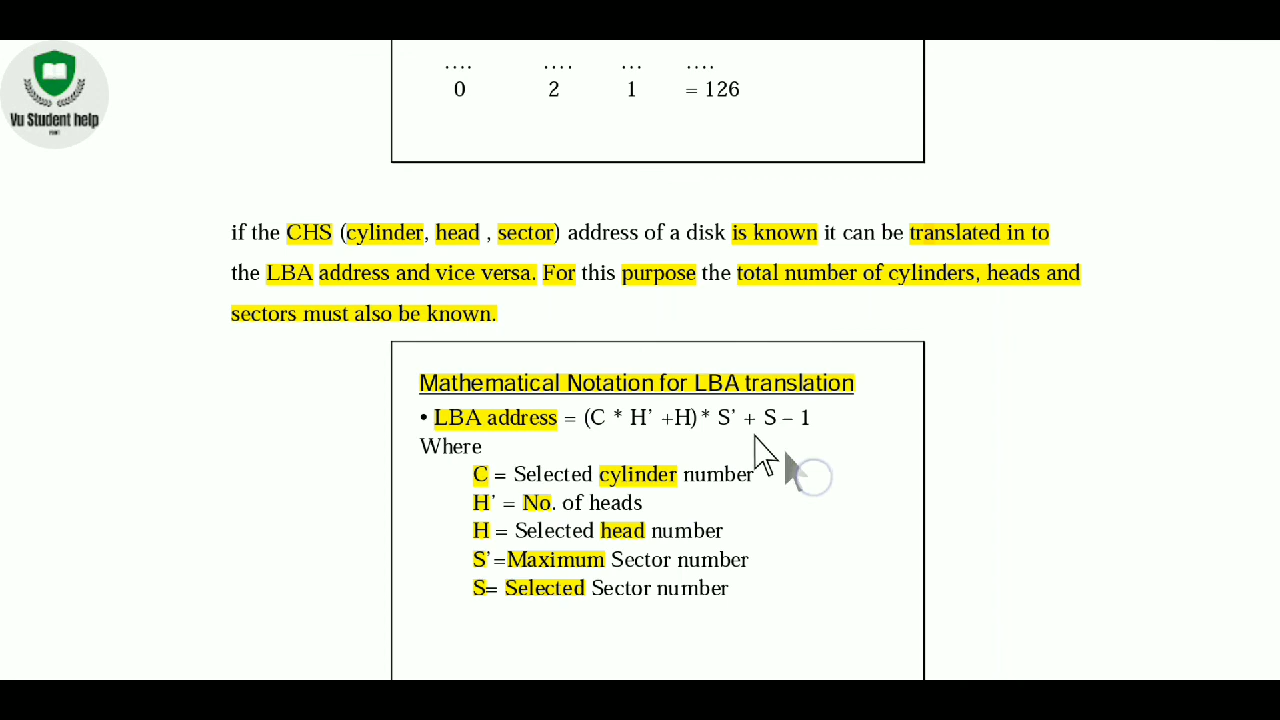 Vu Student help
.... .... ... ....
0 2 1 = 126
if the CHS (cylinder, head , sector) address of a disk is known it can be translated in to
the LBA address and vice versa. For this purpose the total number of cylinders, heads and
sectors must also be known.
Mathematical Notation for LBA translation
• LBA address = (C * H’ +H)* S’ + S – 1
Where
C = Selected cylinder number
H’ = No. of heads
H = Selected head number
S’=Maximum Sector number
S= Selected Sector number